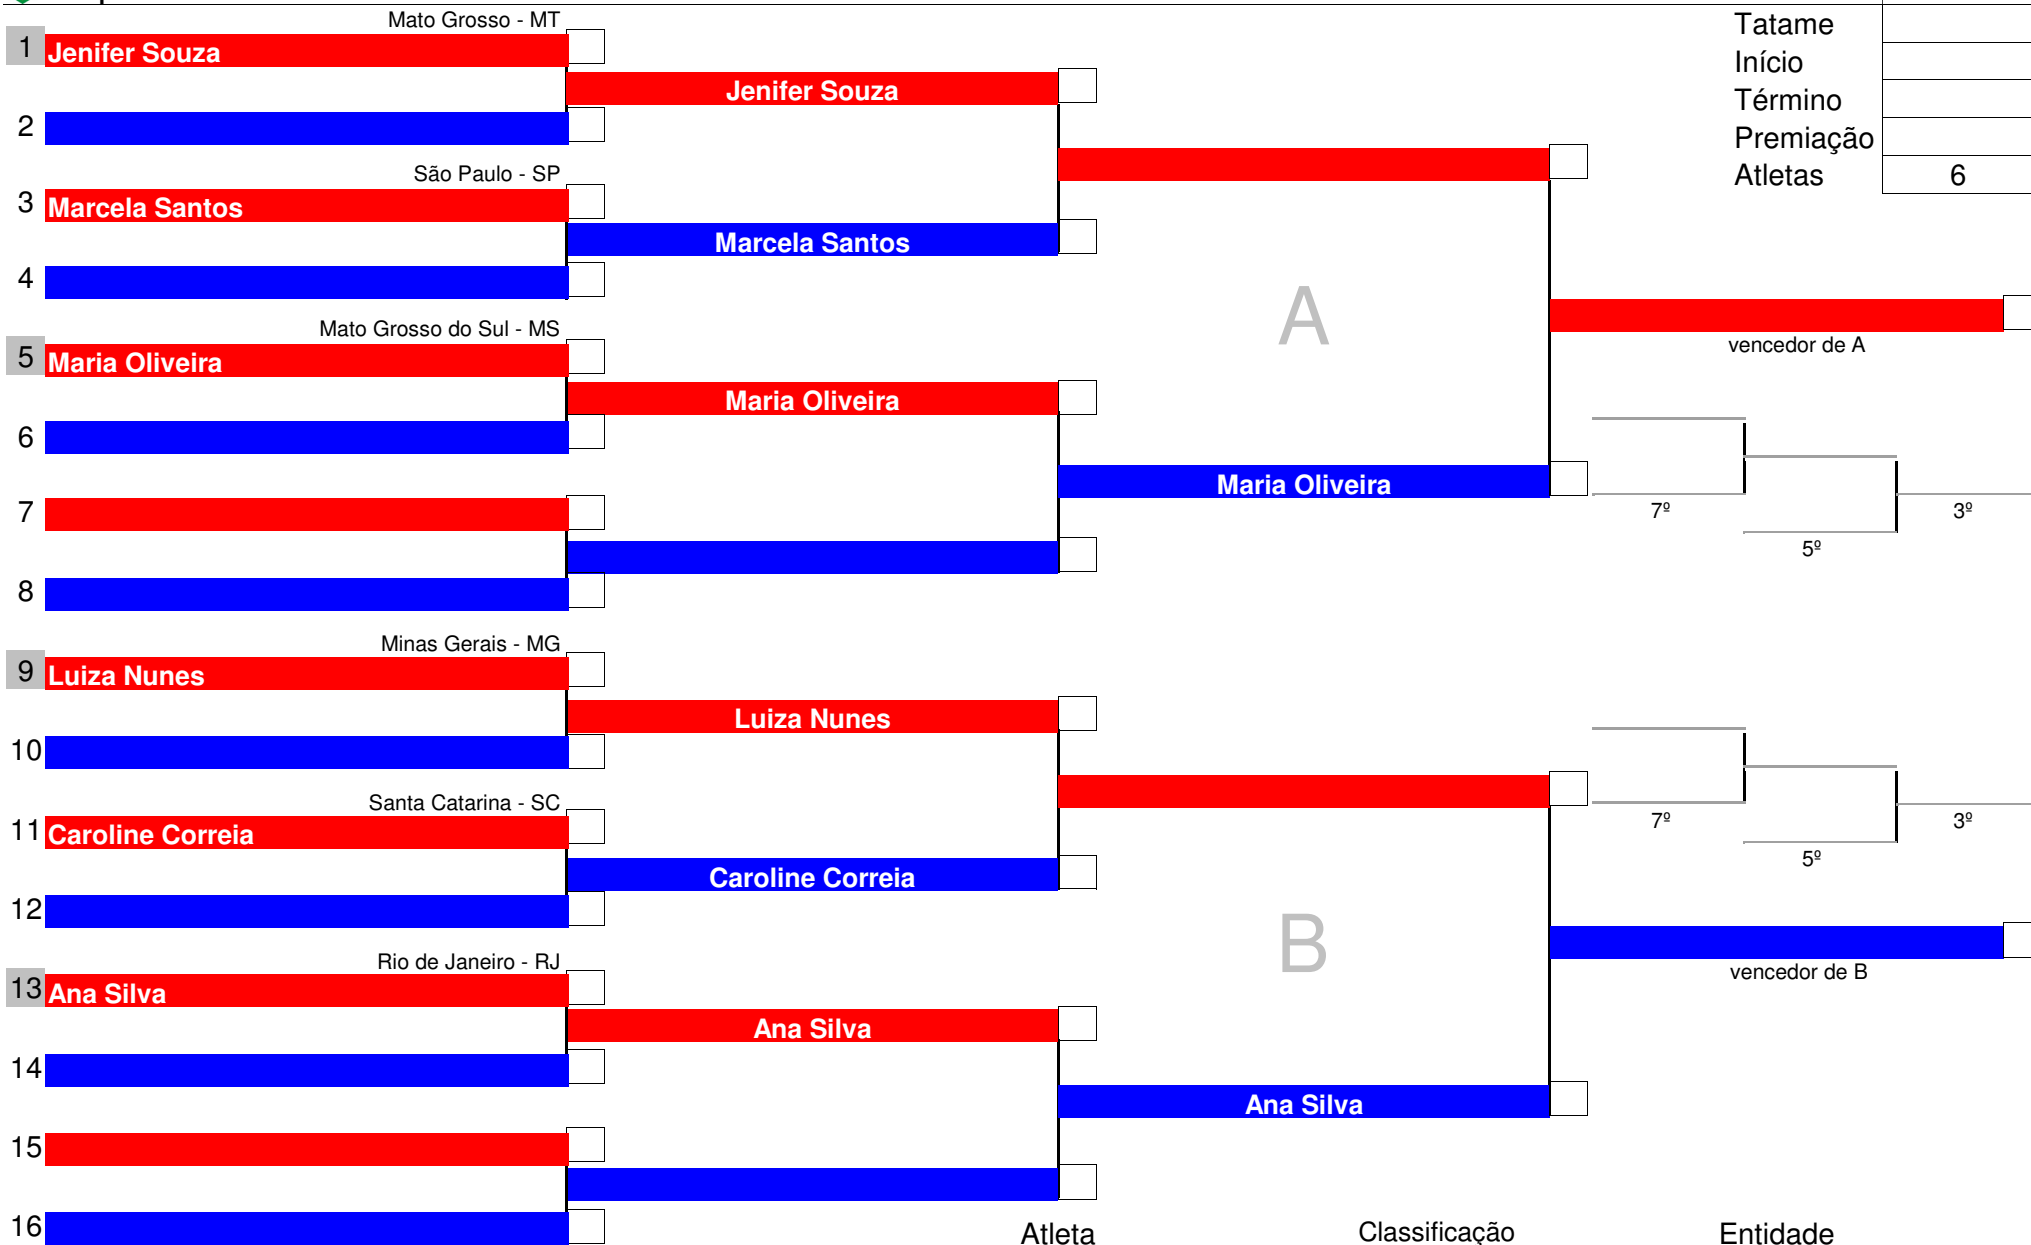 Mato Grosso - MT
Tatame
1 Jenifer Souza
Início
Jenifer Souza
Término
2
Premiação
São Paulo - SP
Atletas 6
3 Marcela Santos
Marcela Santos
4
A
Mato Grosso do Sul - MS
vencedor de A
5 Maria Oliveira
Maria Oliveira
6
Maria Oliveira
7
7º 3º
5º
8
Minas Gerais - MG
9 Luiza Nunes
Luiza Nunes
10
Santa Catarina - SC
7º 3º
11 Caroline Correia
5º
Caroline Correia
12
B
Rio de Janeiro - RJ
vencedor de B
13 Ana Silva
Ana Silva
14
Ana Silva
15
16
Atleta Classificação Entidade